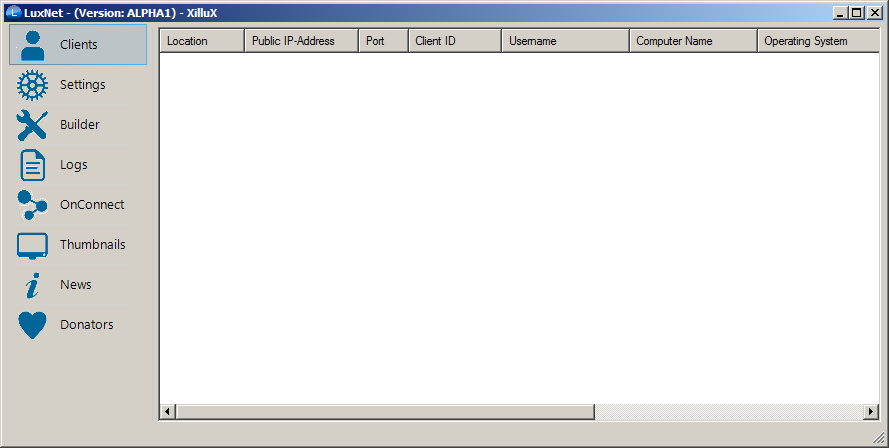 LuxNet - (Version: ALPHA1) - XilluX
Clients
Settings
Builder
Logs
OnConnect
Thumbnails
News
Donators
Location Public IP-Address Port Client ID Username Computer Name Operating System